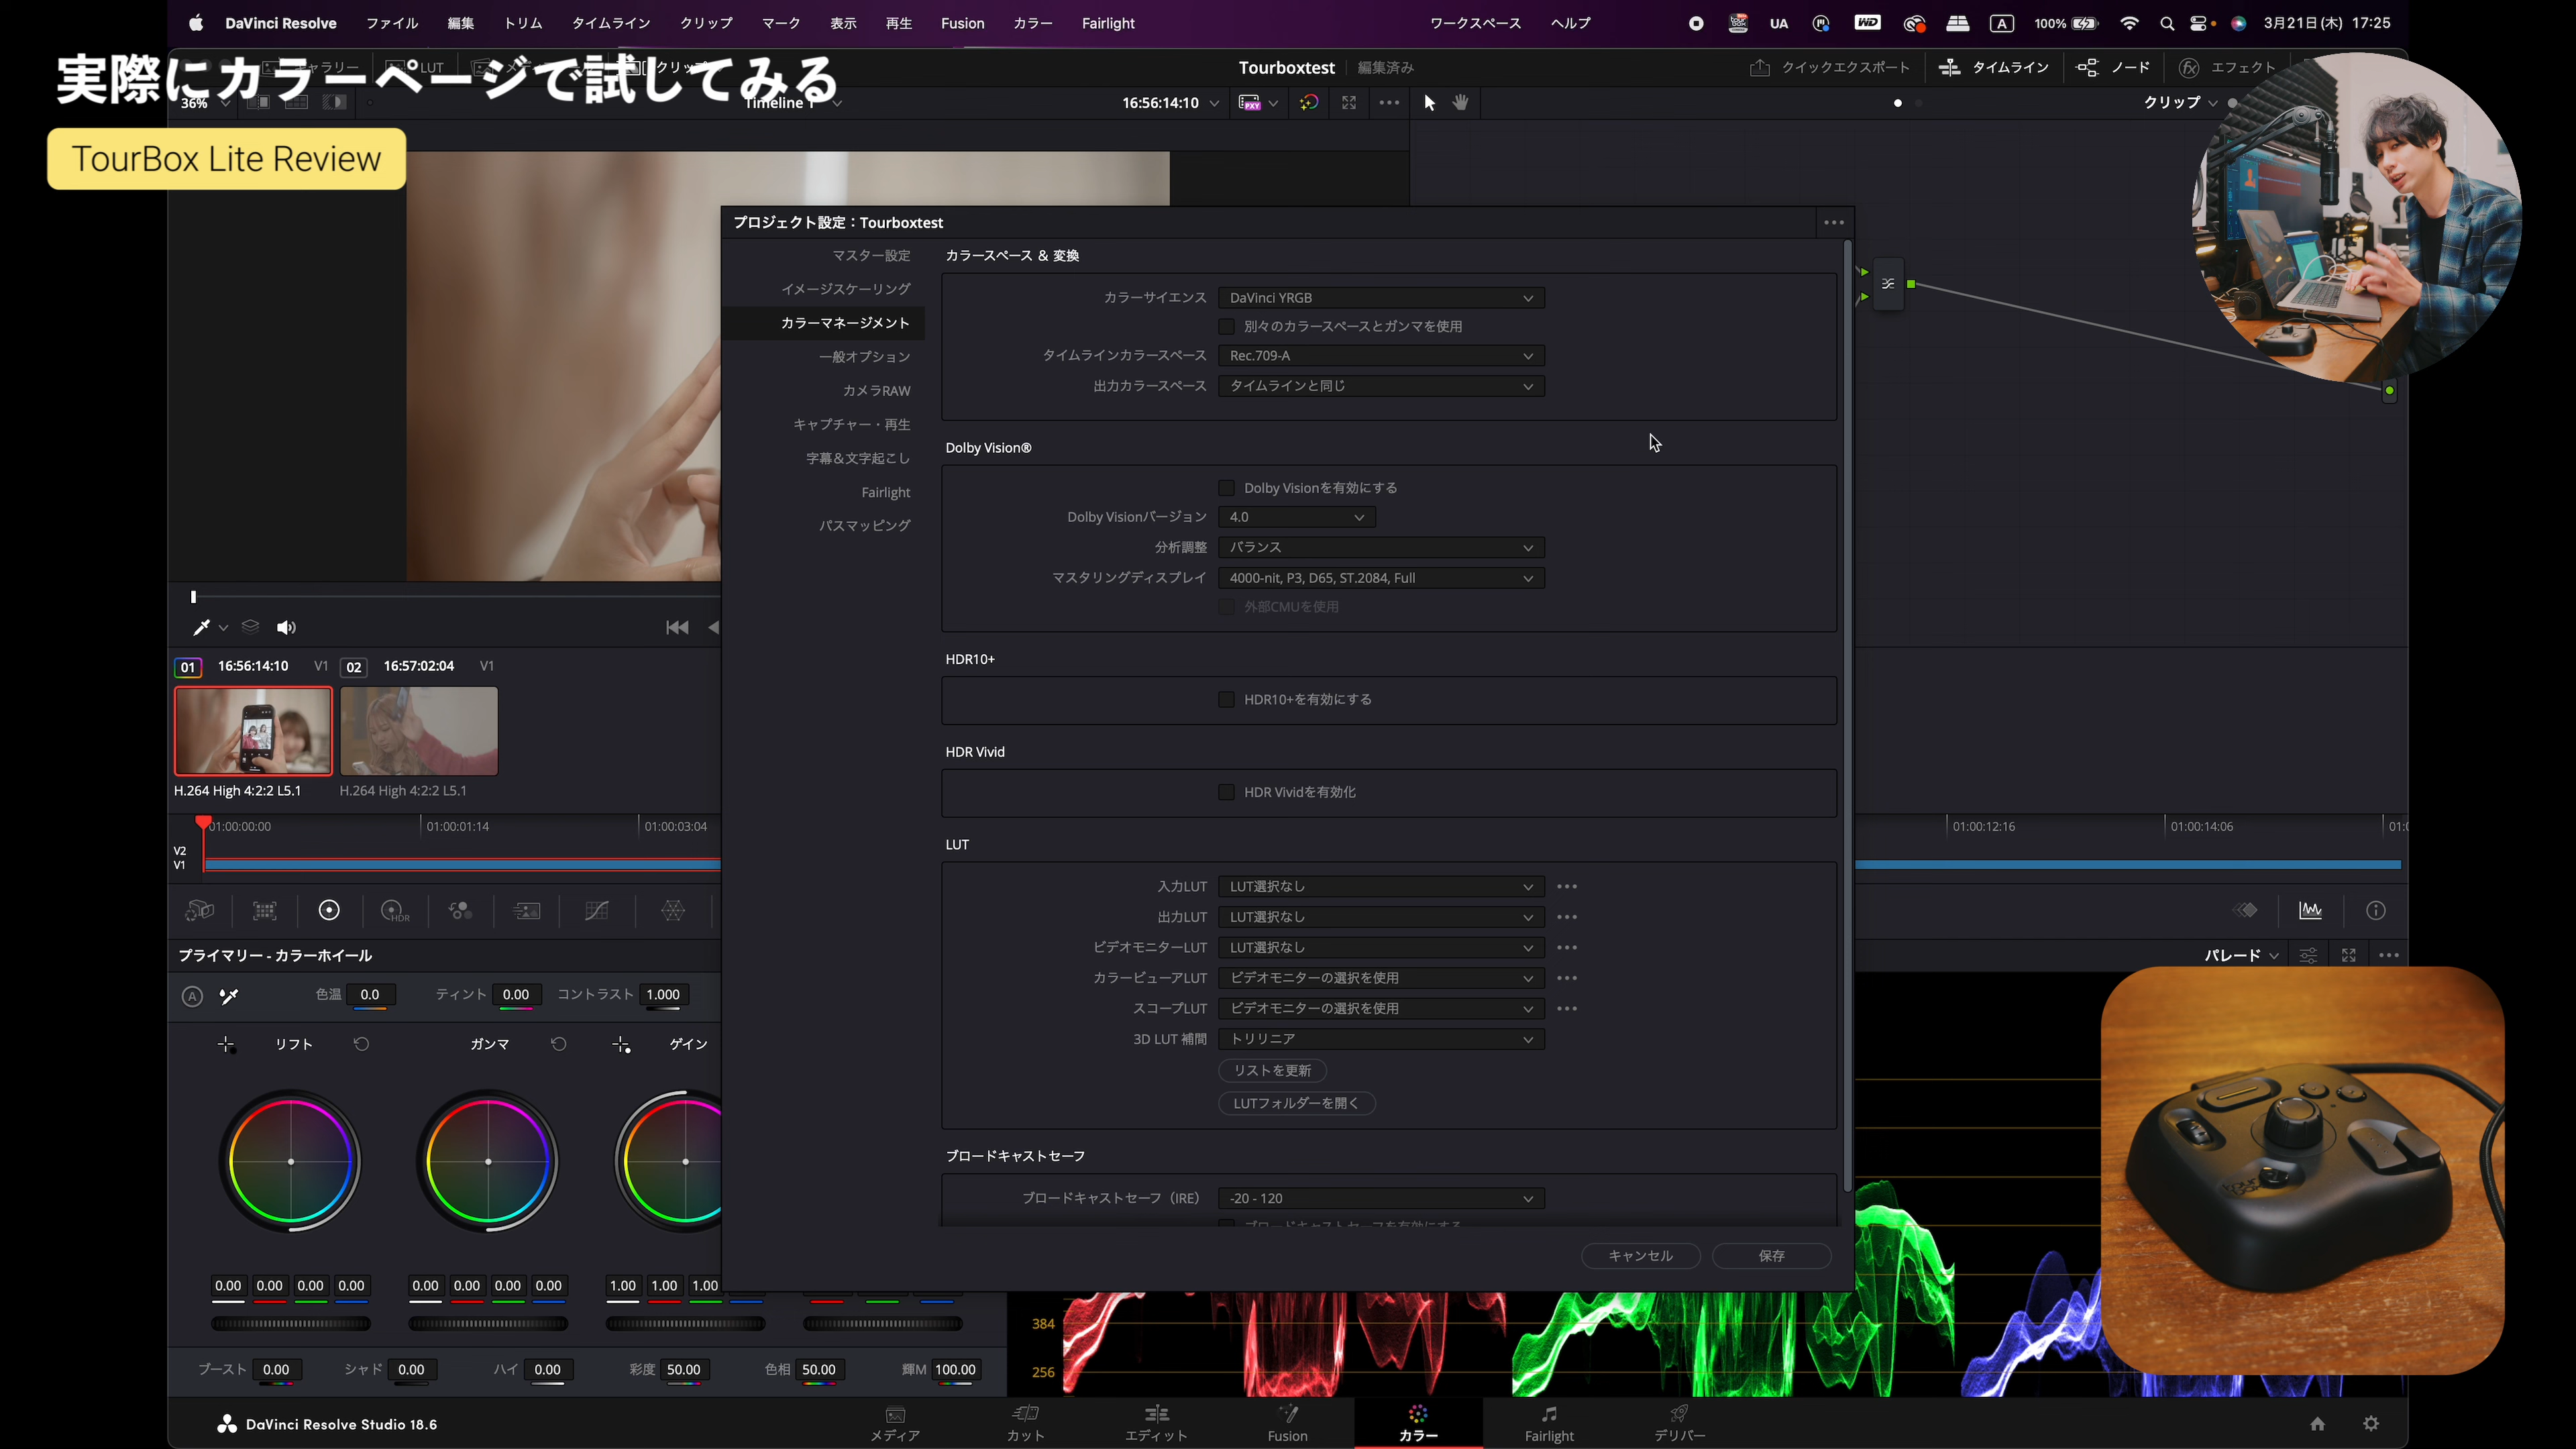 DaVinci Resolve ファイル 編集 トリム タイムライン クリップ マーク 表示 再生 Fusion カラー Fairlight ワークスペース ヘルプ UA WD A 100% 3月21日(木) 17:25
実際にカラーページで試してみる
TourBox Lite Review
Tourboxtest 編集済み クイックエクスポート タイムライン ノード エフェクト
36% Timeline 1 16:56:14:10 クリップ
プロジェクト設定：Tourboxtest
マスター設定
イメージスケーリング
カラーマネージメント
一般オプション
カメラRAW
キャプチャー・再生
字幕＆文字起こし
Fairlight
パスマッピング
カラースペース ＆ 変換
カラーサイエンス DaVinci YRGB
別々のカラースペースとガンマを使用
タイムラインカラースペース Rec.709-A
出力カラースペース タイムラインと同じ
Dolby Vision®
Dolby Visionを有効にする
Dolby Visionバージョン 4.0
分析調整 バランス
マスタリングディスプレイ 4000-nit, P3, D65, ST.2084, Full
外部CMUを使用
HDR10+
HDR10+を有効にする
HDR Vivid
HDR Vividを有効化
LUT
入力LUT LUT選択なし
出力LUT LUT選択なし
ビデオモニターLUT LUT選択なし
カラービューアLUT ビデオモニターの選択を使用
スコープLUT ビデオモニターの選択を使用
3D LUT 補間 トリリニア
リストを更新
LUTフォルダーを開く
ブロードキャストセーフ
ブロードキャストセーフ（IRE） -20 - 120
キャンセル 保存
01 16:56:14:10 V1 02 16:57:02:04 V1
H.264 High 4:2:2 L5.1 H.264 High 4:2:2 L5.1
01:00:00:00 01:00:01:14 01:00:03:04 01:00:12:16 01:00:14:06
V2
V1
HDR
プライマリー - カラーホイール パレード
A 色温 0.0 ティント 0.00 コントラスト 1.000
リフト ガンマ ゲイン
0.00 0.00 0.00 0.00 0.00 0.00 0.00 0.00 1.00 1.00 1.00
384
256
ブースト 0.00 シャド 0.00 ハイ 0.00 彩度 50.00 色相 50.00 輝M 100.00
DaVinci Resolve Studio 18.6
メディア カット エディット Fusion カラー Fairlight デリバー